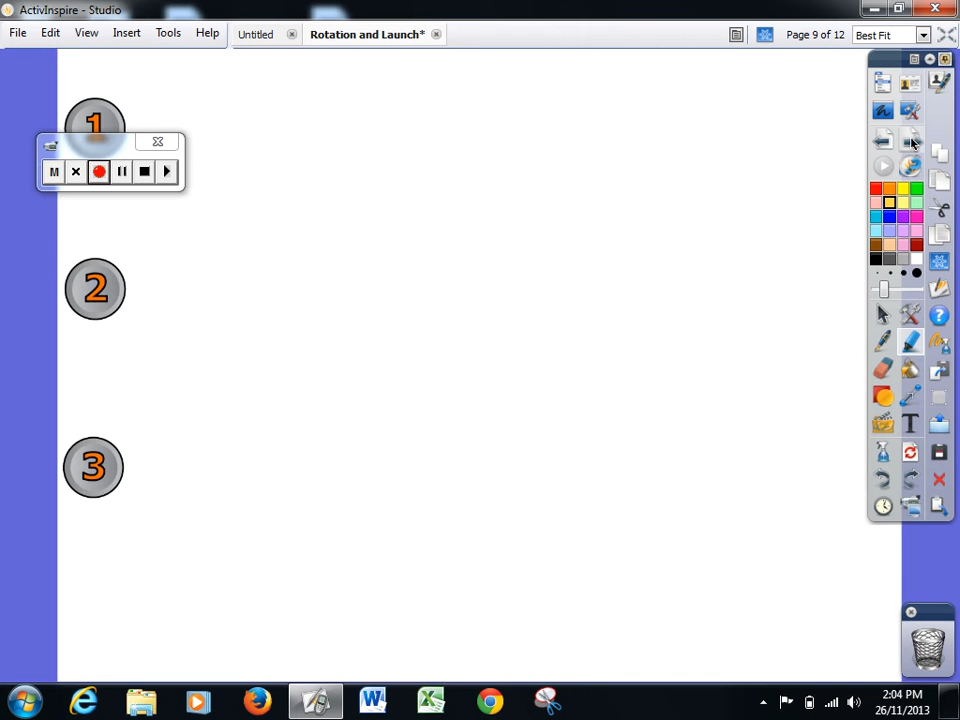 ActivInspire - Studio
File Edit View Insert Tools Help Untitled Rotation and Launch* Page 9 of 12 Best Fit
1
M
2
T
3
2:04 PM
26/11/2013